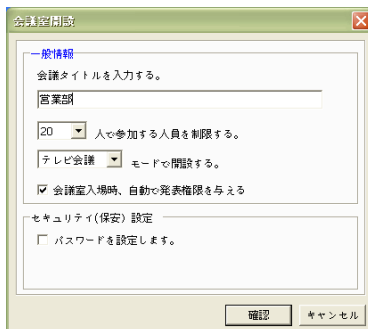 会議室開設
一般情報
会議タイトルを入力する。
営業部
20 人で参加する人員を制限する。
テレビ会議 モードで開設する。
会議室入場時、自動で発表権限を与える
セキュリティ(保安) 設定
パスワードを設定します。
確認 キャンセル